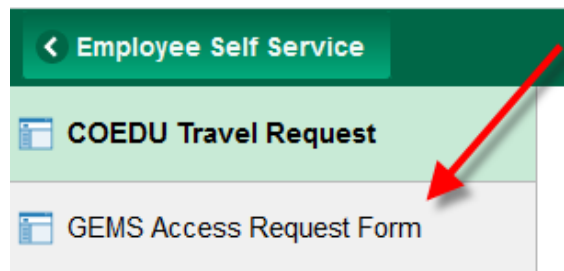 Employee Self Service
COEDU Travel Request
GEMS Access Request Form